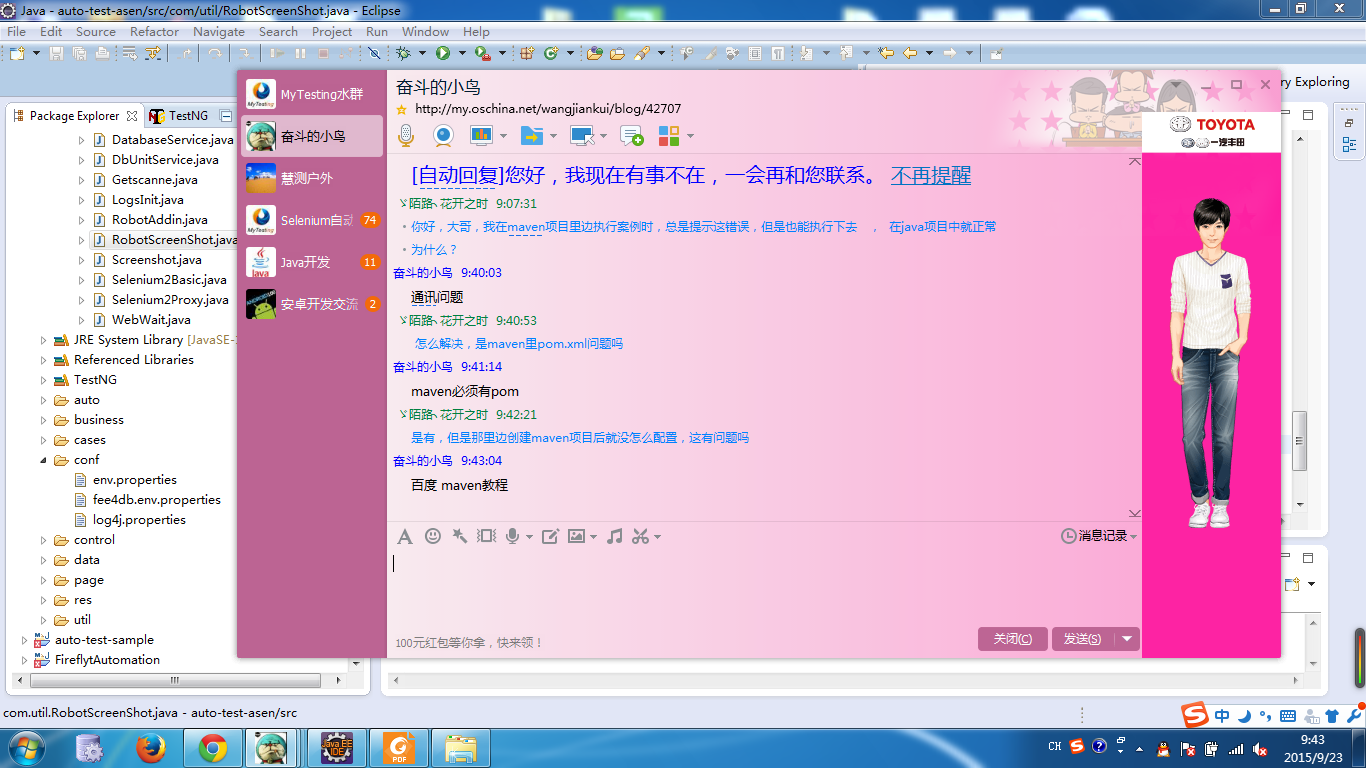 Java - auto-test-asen/src/com/util/RobotScreenShot.java - Eclipse
File Edit Source Refactor Navigate Search Project Run Window Help
Package Explorer
TestNG
DatabaseService.java
DbUnitService.java
Getscanne.java
LogsInit.java
RobotAddin.java
RobotScreenShot.java
Screenshot.java
Selenium2Basic.java
Selenium2Proxy.java
WebWait.java
JRE System Library [JavaSE-
Referenced Libraries
TestNG
auto
business
cases
conf
env.properties
fee4db.env.properties
log4j.properties
control
data
page
res
util
auto-test-sample
FireflytAutomation
MyTesting水群
奋斗的小鸟
慧测户外
Selenium自动 74
Java开发 11
安卓开发交流 2
奋斗的小鸟
http://my.oschina.net/wangjiankui/blog/42707
[自动回复]您好，我现在有事不在，一会再和您联系。 不再提醒
ゞ陌路、花开之时 9:07:31
你好，大哥，我在maven项目里边执行案例时，总是提示这错误，但是也能执行下去 ， 在java项目中就正常
为什么？
奋斗的小鸟 9:40:03
通讯问题
ゞ陌路、花开之时 9:40:53
怎么解决，是maven里pom.xml问题吗
奋斗的小鸟 9:41:14
maven必须有pom
ゞ陌路、花开之时 9:42:21
是有，但是那里边创建maven项目后就没怎么配置，这有问题吗
奋斗的小鸟 9:43:04
百度 maven教程
消息记录
100元红包等你拿，快来领！
关闭(C)
发送(S)
ry Exploring
TOYOTA
一汽丰田
com.util.RobotScreenShot.java - auto-test-asen/src
中
Java EE
IDE
PDF
CH
9:43
2015/9/23